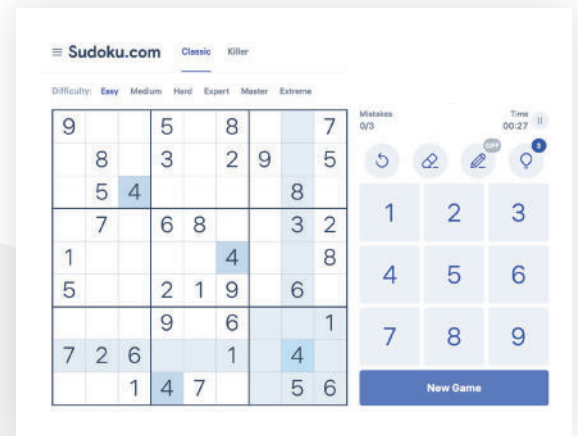 Sudoku.com Classic Killer
Difficulty: Easy Medium Hard Expert Master Extreme
Mistakes
0/3
Time
00:27
OFF
3
9 5 8 7
8 3 2 9 5
5 4 8
7 6 8 3 2
1 4 8
5 2 1 9 6
9 6 1
7 2 6 1 4
1 4 7 5 6
1 2 3
4 5 6
7 8 9
New Game